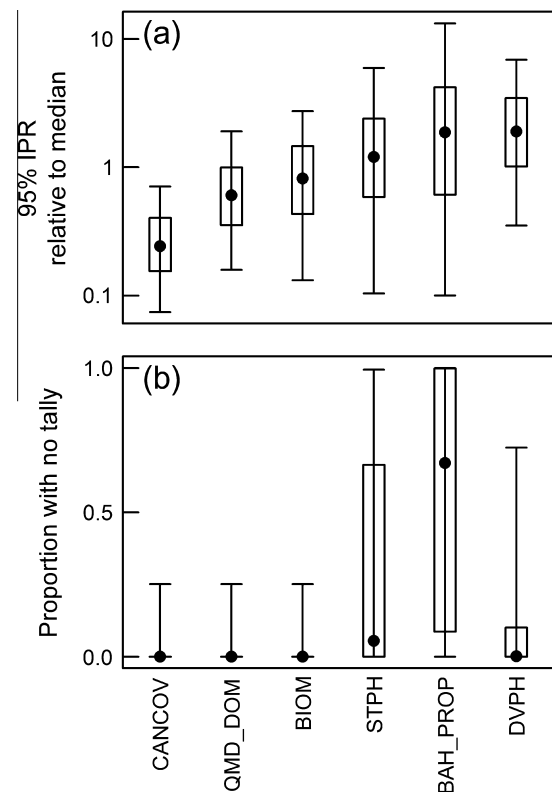 (a)
95% IPR
relative to median
10
1
0.1
(b)
Proportion with no tally
1.0
0.5
0.0
CANCOV
QMD_DOM
BIOM
STPH
BAH_PROP
DVPH